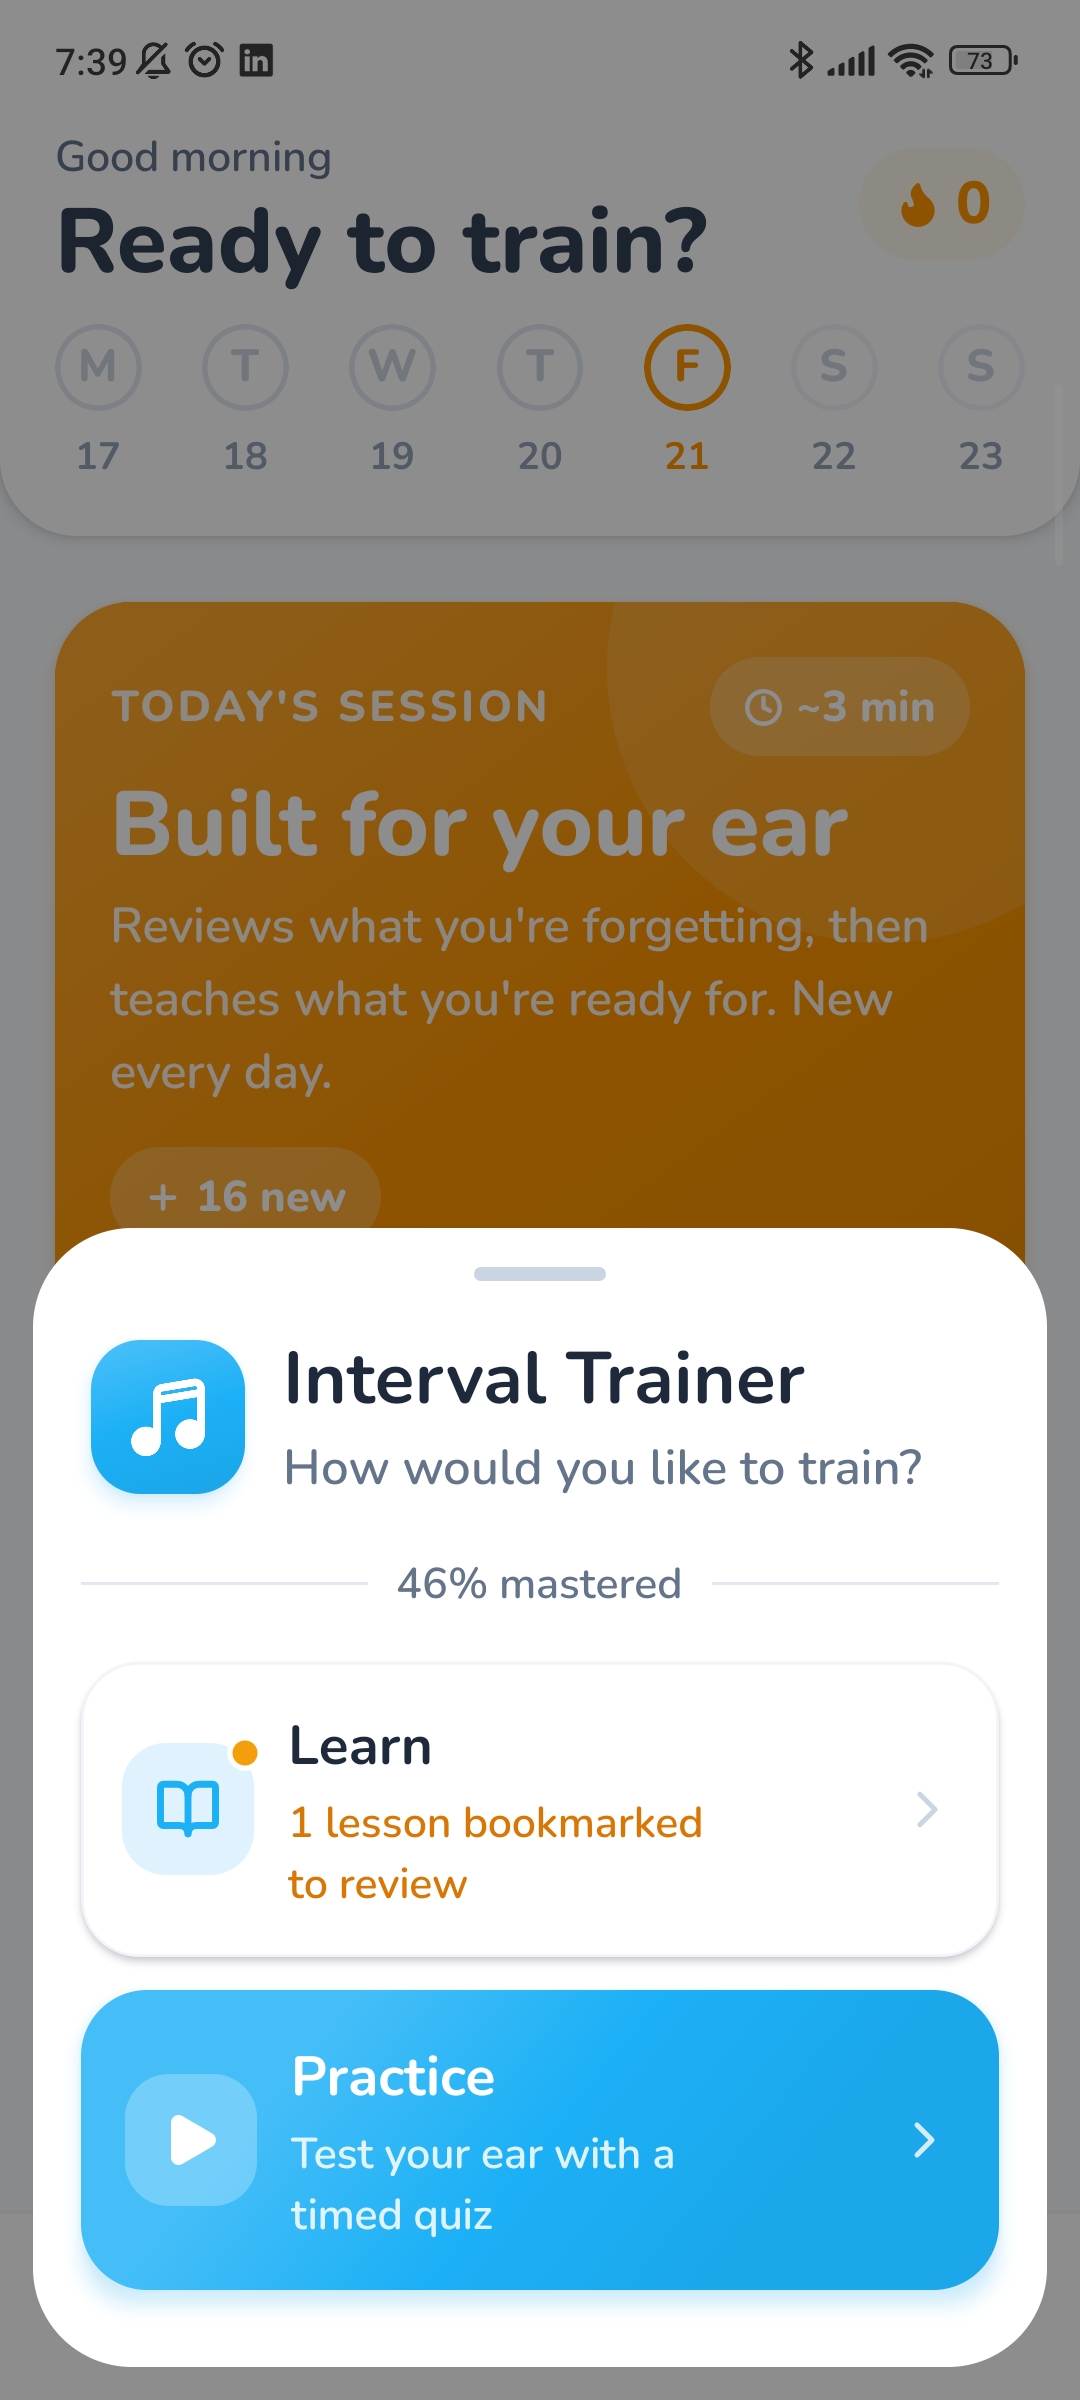 7:39
73
Good morning
Ready to train?
0
M T W T F S S
17 18 19 20 21 22 23
TODAY'S SESSION
~3 min
Built for your ear
Reviews what you're forgetting, then
teaches what you're ready for. New
every day.
+ 16 new
Interval Trainer
How would you like to train?
46% mastered
Learn
1 lesson bookmarked
to review
Practice
Test your ear with a
timed quiz